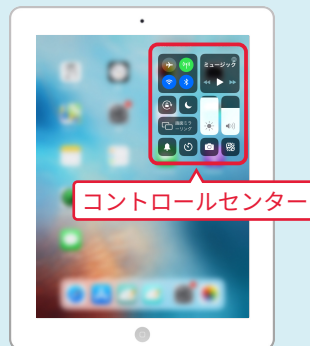 ミュージック
画面ミラ
ーリング
コントロールセンター